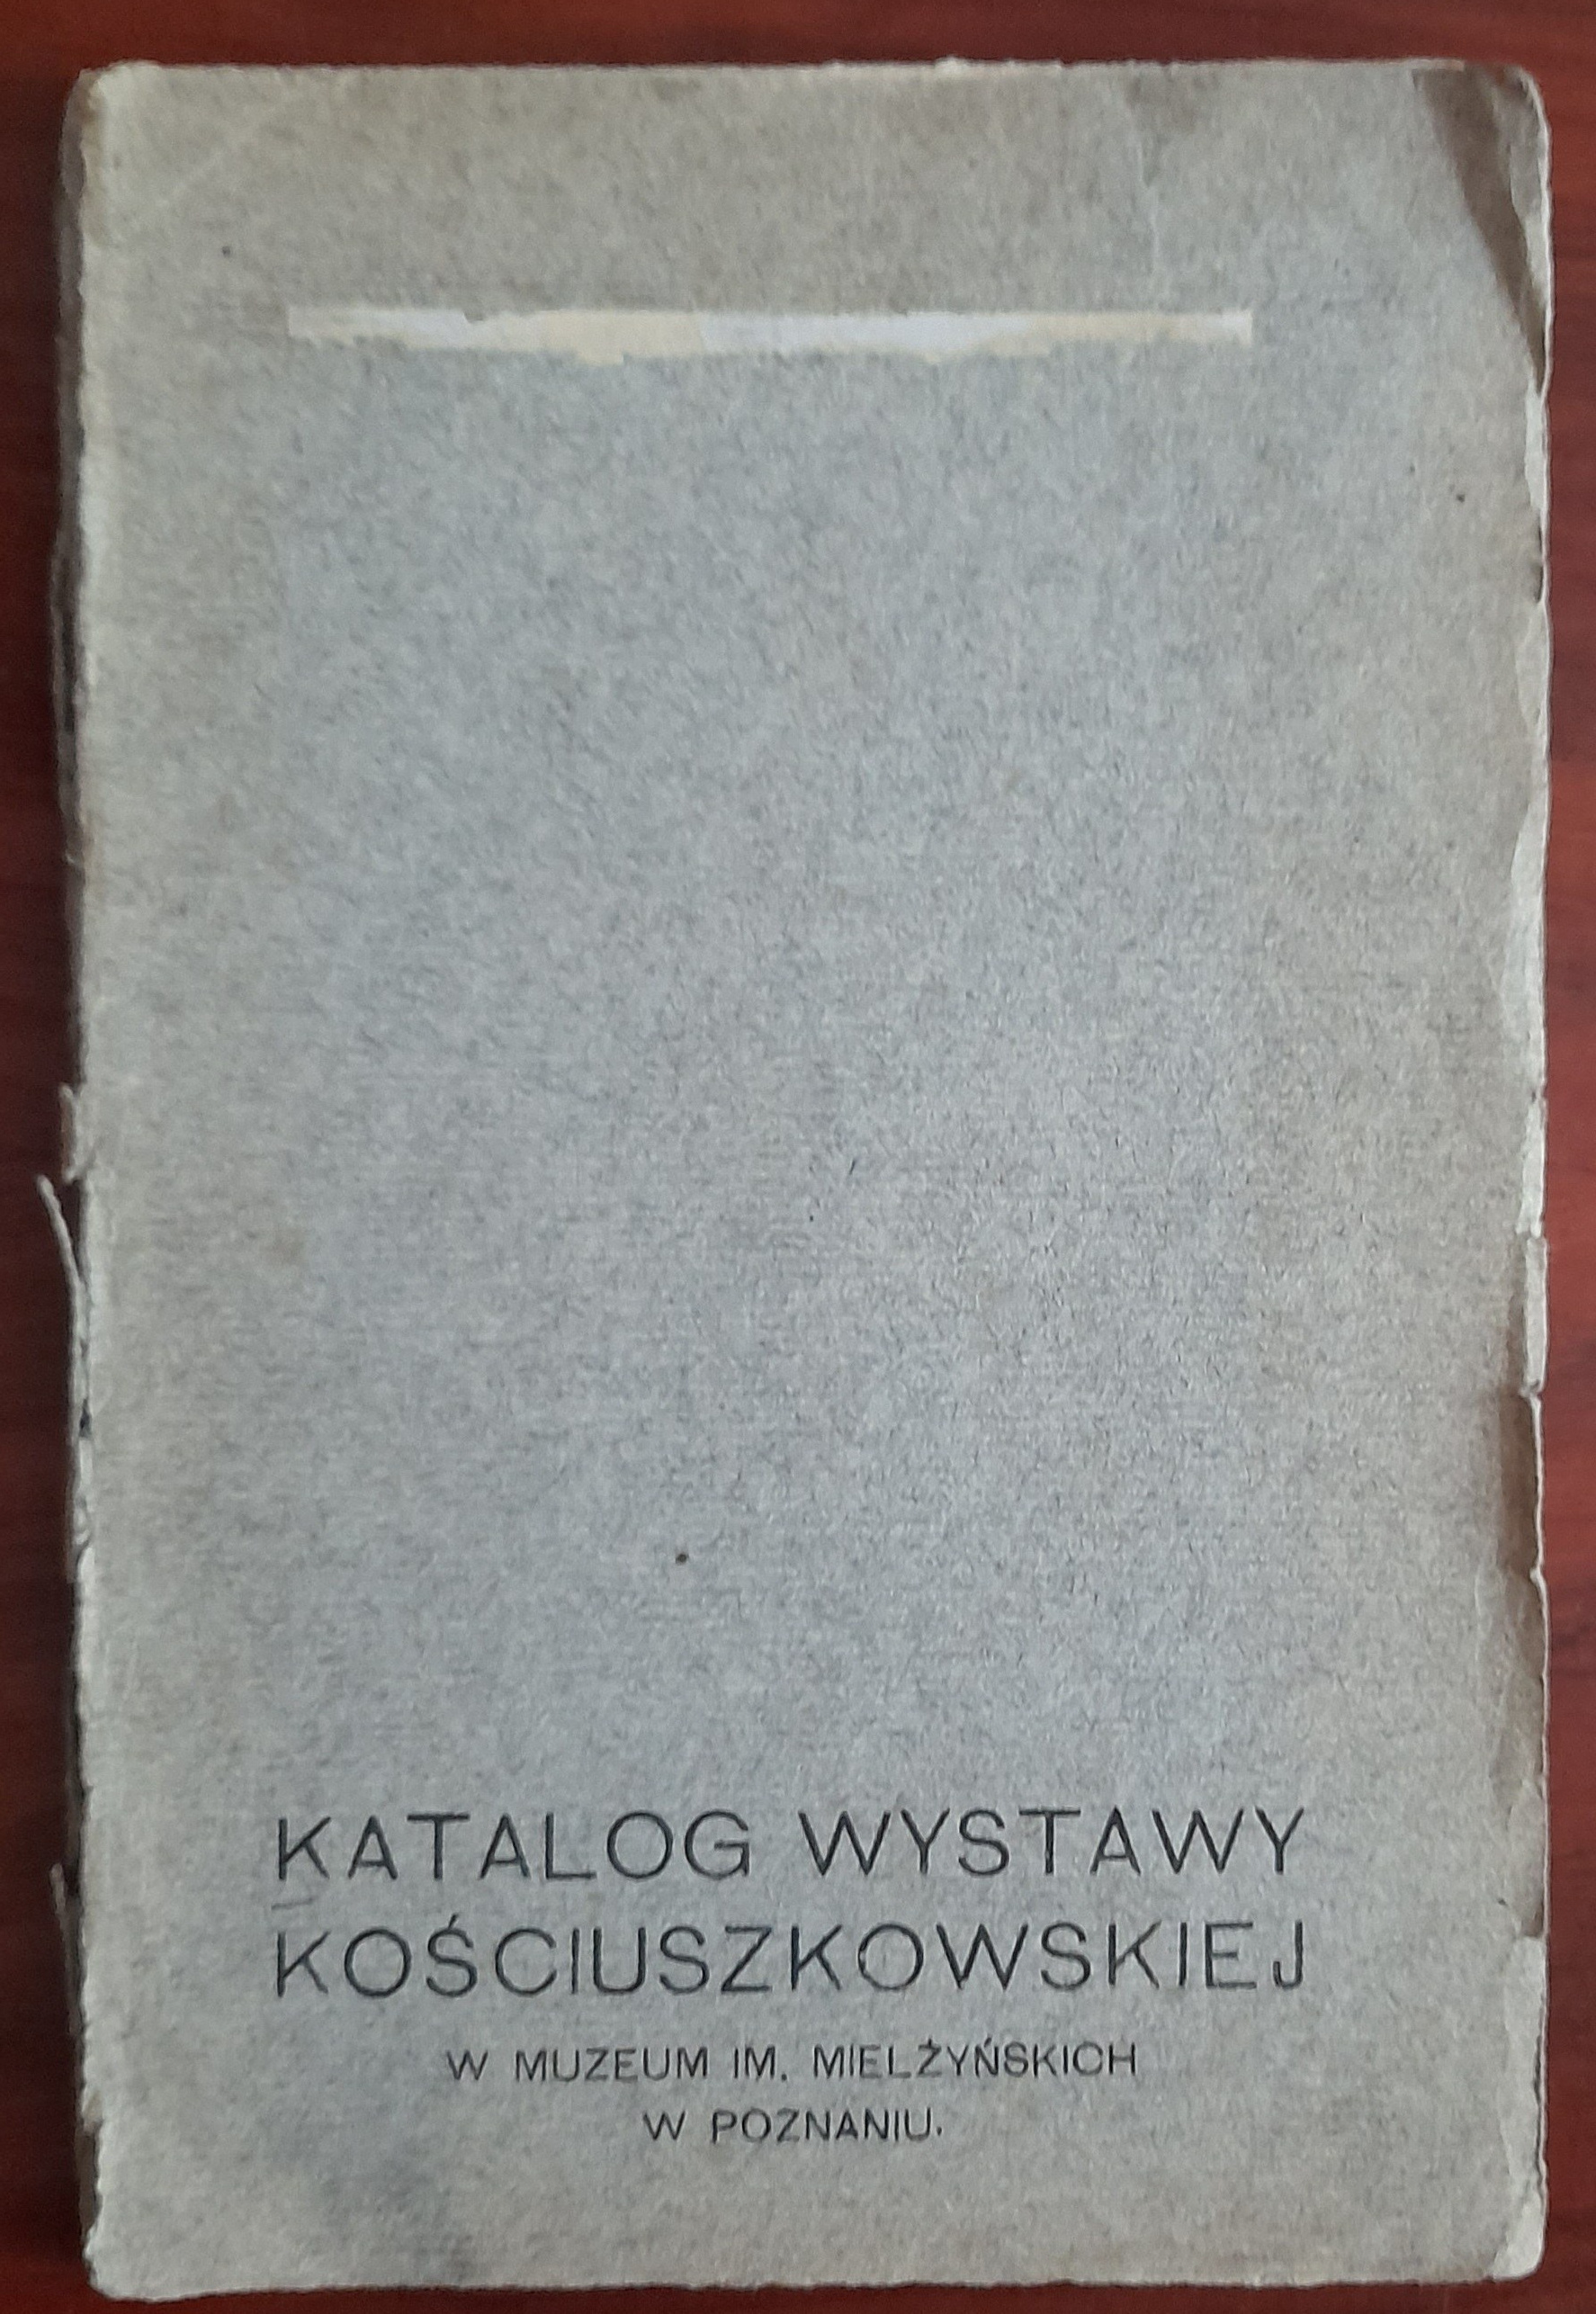 KATALOG WYSTAWY
KOŚCIUSZKOWSKIEJ
W MUZEUM IM. MIELŻYŃSKICH
W POZNANIU.